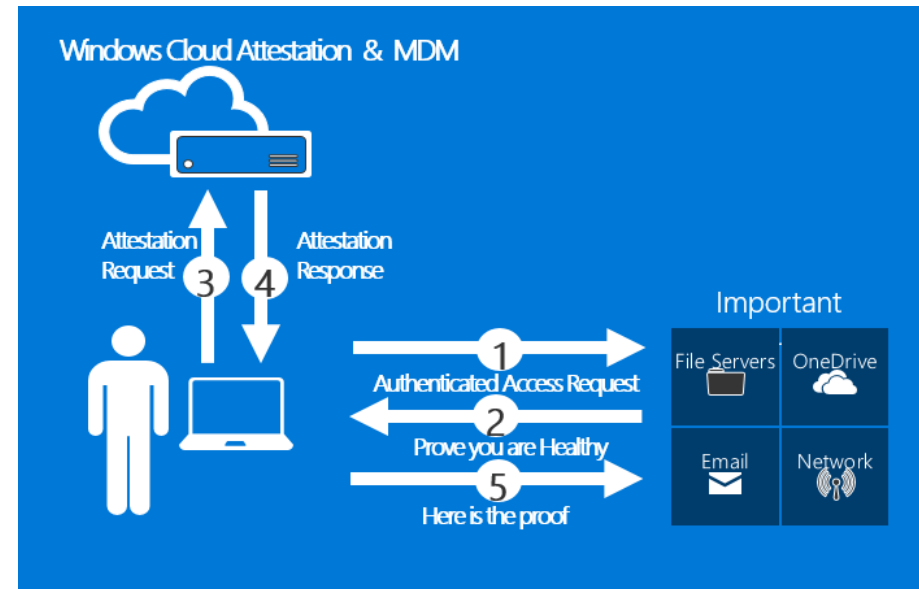 Windows Cloud Attestation & MDM
Attestation
Request
3
4
Attestation
Response
Important
1
Authenticated Access Request
2
Prove you are Healthy
5
Here is the proof
File Servers
OneDrive
Email
Network